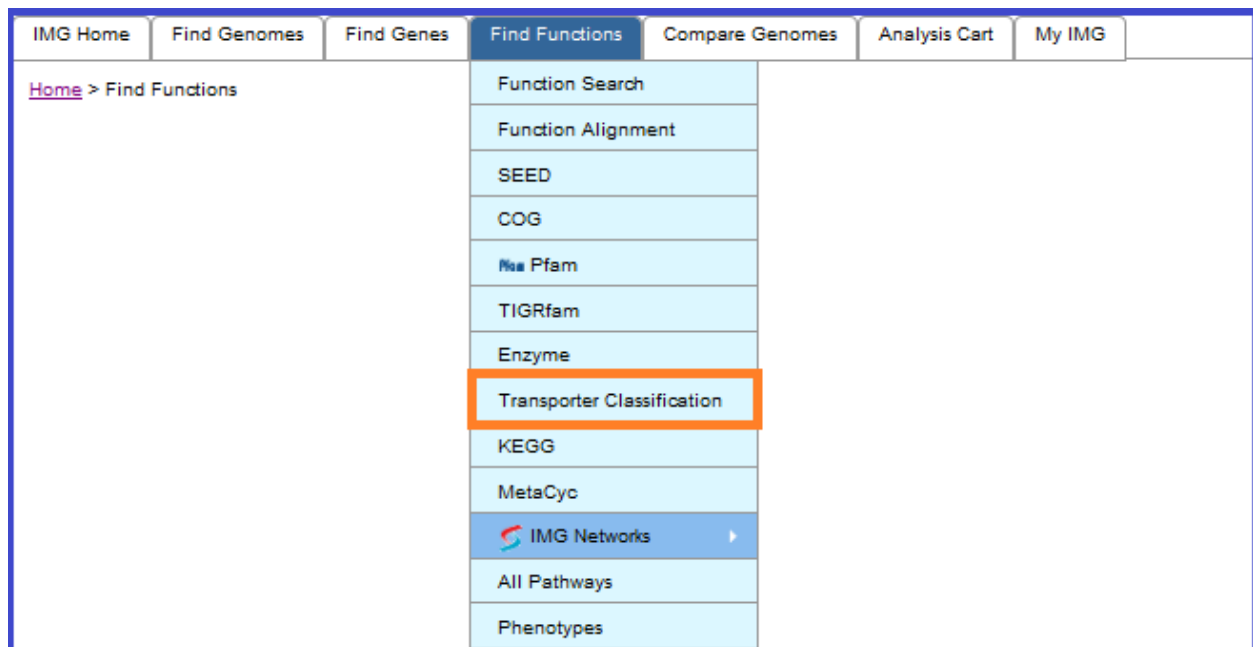 IMG Home Find Genomes Find Genes Find Functions Compare Genomes Analysis Cart My IMG
Home > Find Functions
Function Search
Function Alignment
SEED
COG
New Pfam
TIGRfam
Enzyme
Transporter Classification
KEGG
MetaCyc
IMG Networks
All Pathways
Phenotypes